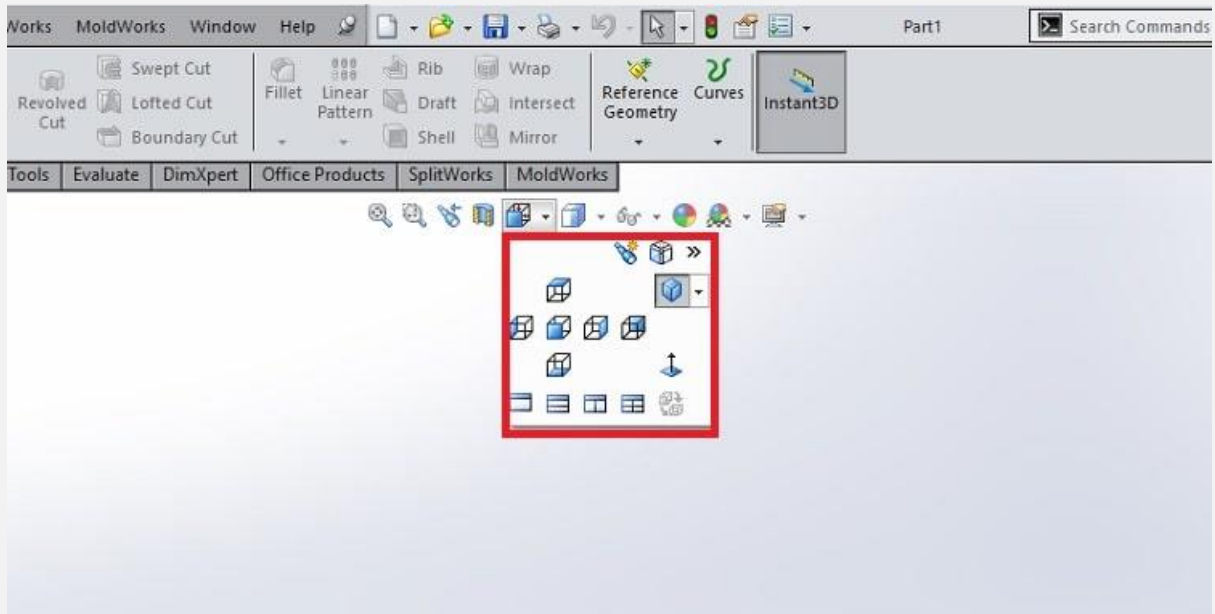 Works MoldWorks Window Help Part1 Search Commands
Swept Cut Rib Wrap
Revolved Cut Lofted Cut Fillet Linear Pattern Draft Intersect Reference Geometry Curves Instant3D
Boundary Cut Shell Mirror
Tools Evaluate DimXpert Office Products SplitWorks MoldWorks